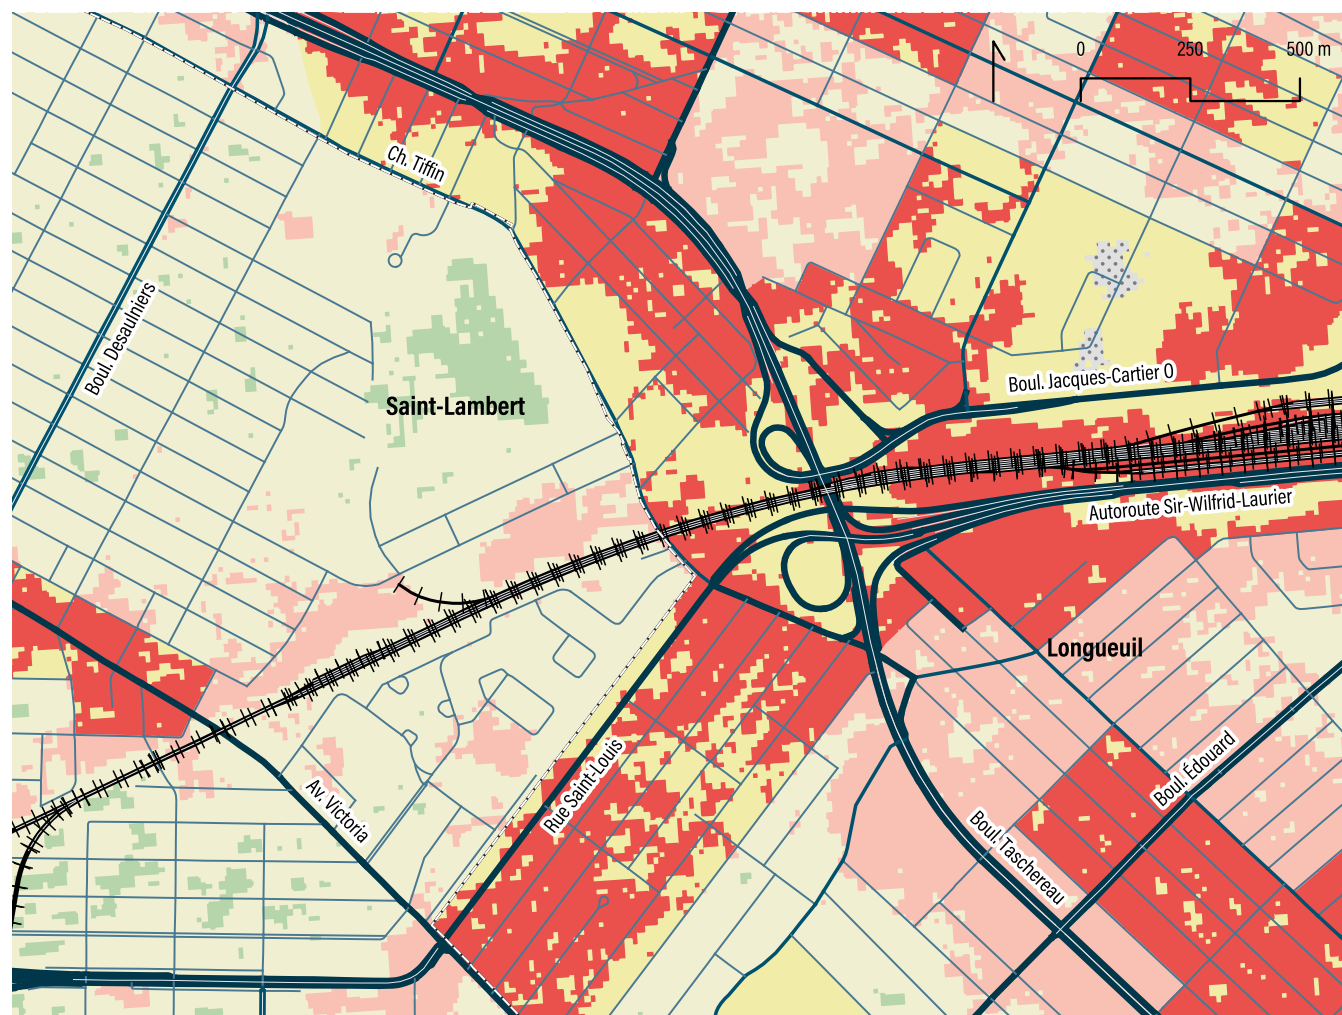 0
250
500 m
Ch. Tiffin
Boul. Desaulniers
Boul. Jacques-Cartier O
Saint-Lambert
Autoroute Sir-Wilfrid-Laurier
Longueuil
Rue Saint-Louis
Boul. Édouard
Av. Victoria
Boul. Taschereau